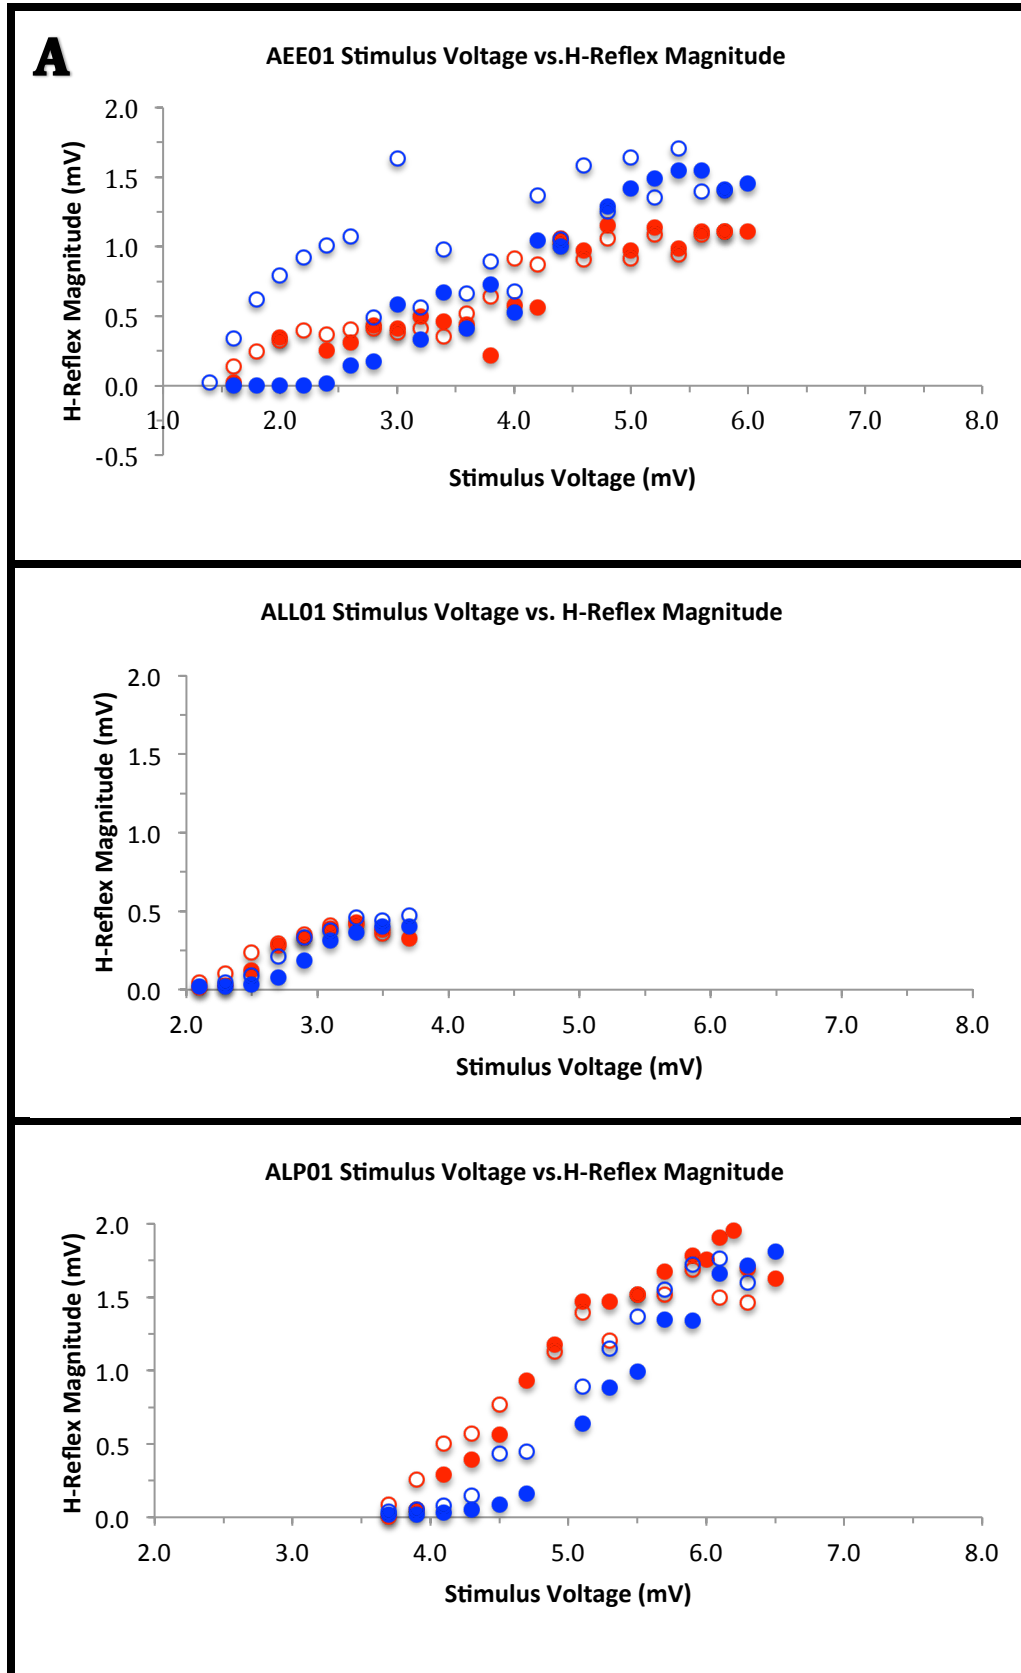 A
AEE01 Stimulus Voltage vs.H-Reflex Magnitude
H-Reflex Magnitude (mV)
2.0
1.5
1.0
0.5
0.0
-0.5
1.0 2.0 3.0 4.0 5.0 6.0 7.0 8.0
Stimulus Voltage (mV)
ALL01 Stimulus Voltage vs. H-Reflex Magnitude
H-Reflex Magnitude (mV)
2.0
1.5
1.0
0.5
0.0
2.0 3.0 4.0 5.0 6.0 7.0 8.0
Stimulus Voltage (mV)
ALP01 Stimulus Voltage vs.H-Reflex Magnitude
H-Reflex Magnitude (mV)
2.0
1.5
1.0
0.5
0.0
2.0 3.0 4.0 5.0 6.0 7.0 8.0
Stimulus Voltage (mV)